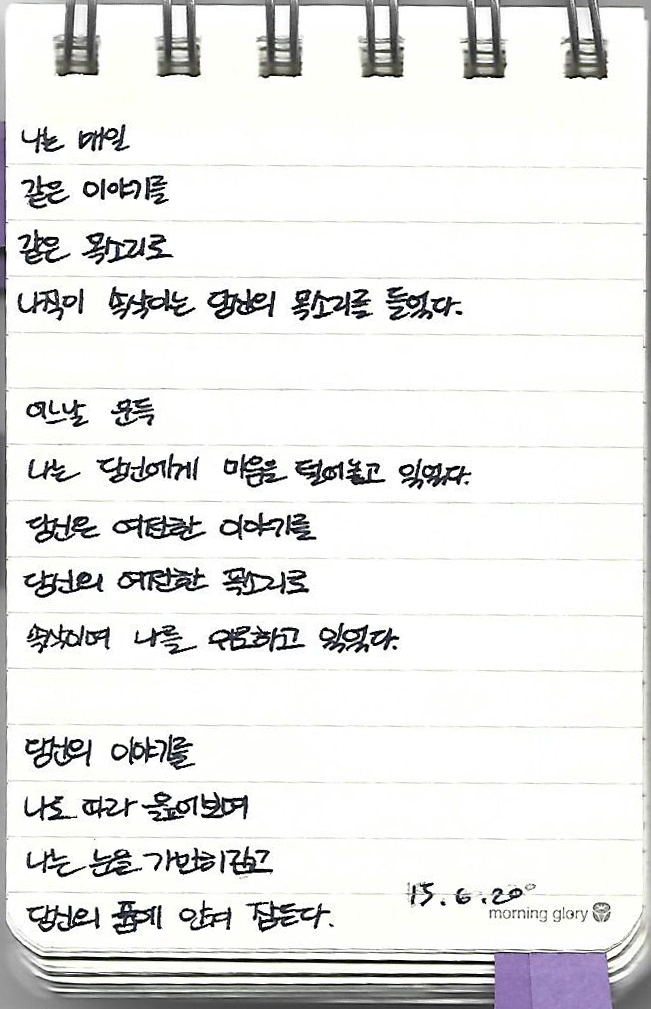 나는 매일
같은 이야기를
같은 목소리로
나직이 속삭이는 당신의 목소리를 들었다.
어느날 문득
나는 당신에게 마음을 털어놓고 있었다.
당신은 여전한 이야기를
당신의 여전한 목소리로
속삭이며 나를 위로하고 있었다.
당신의 이야기를
나도 따라 읊어보며
나는 눈을 가만히 감고
당신의 품에 안겨 잠든다.
15.6.20
morning glory